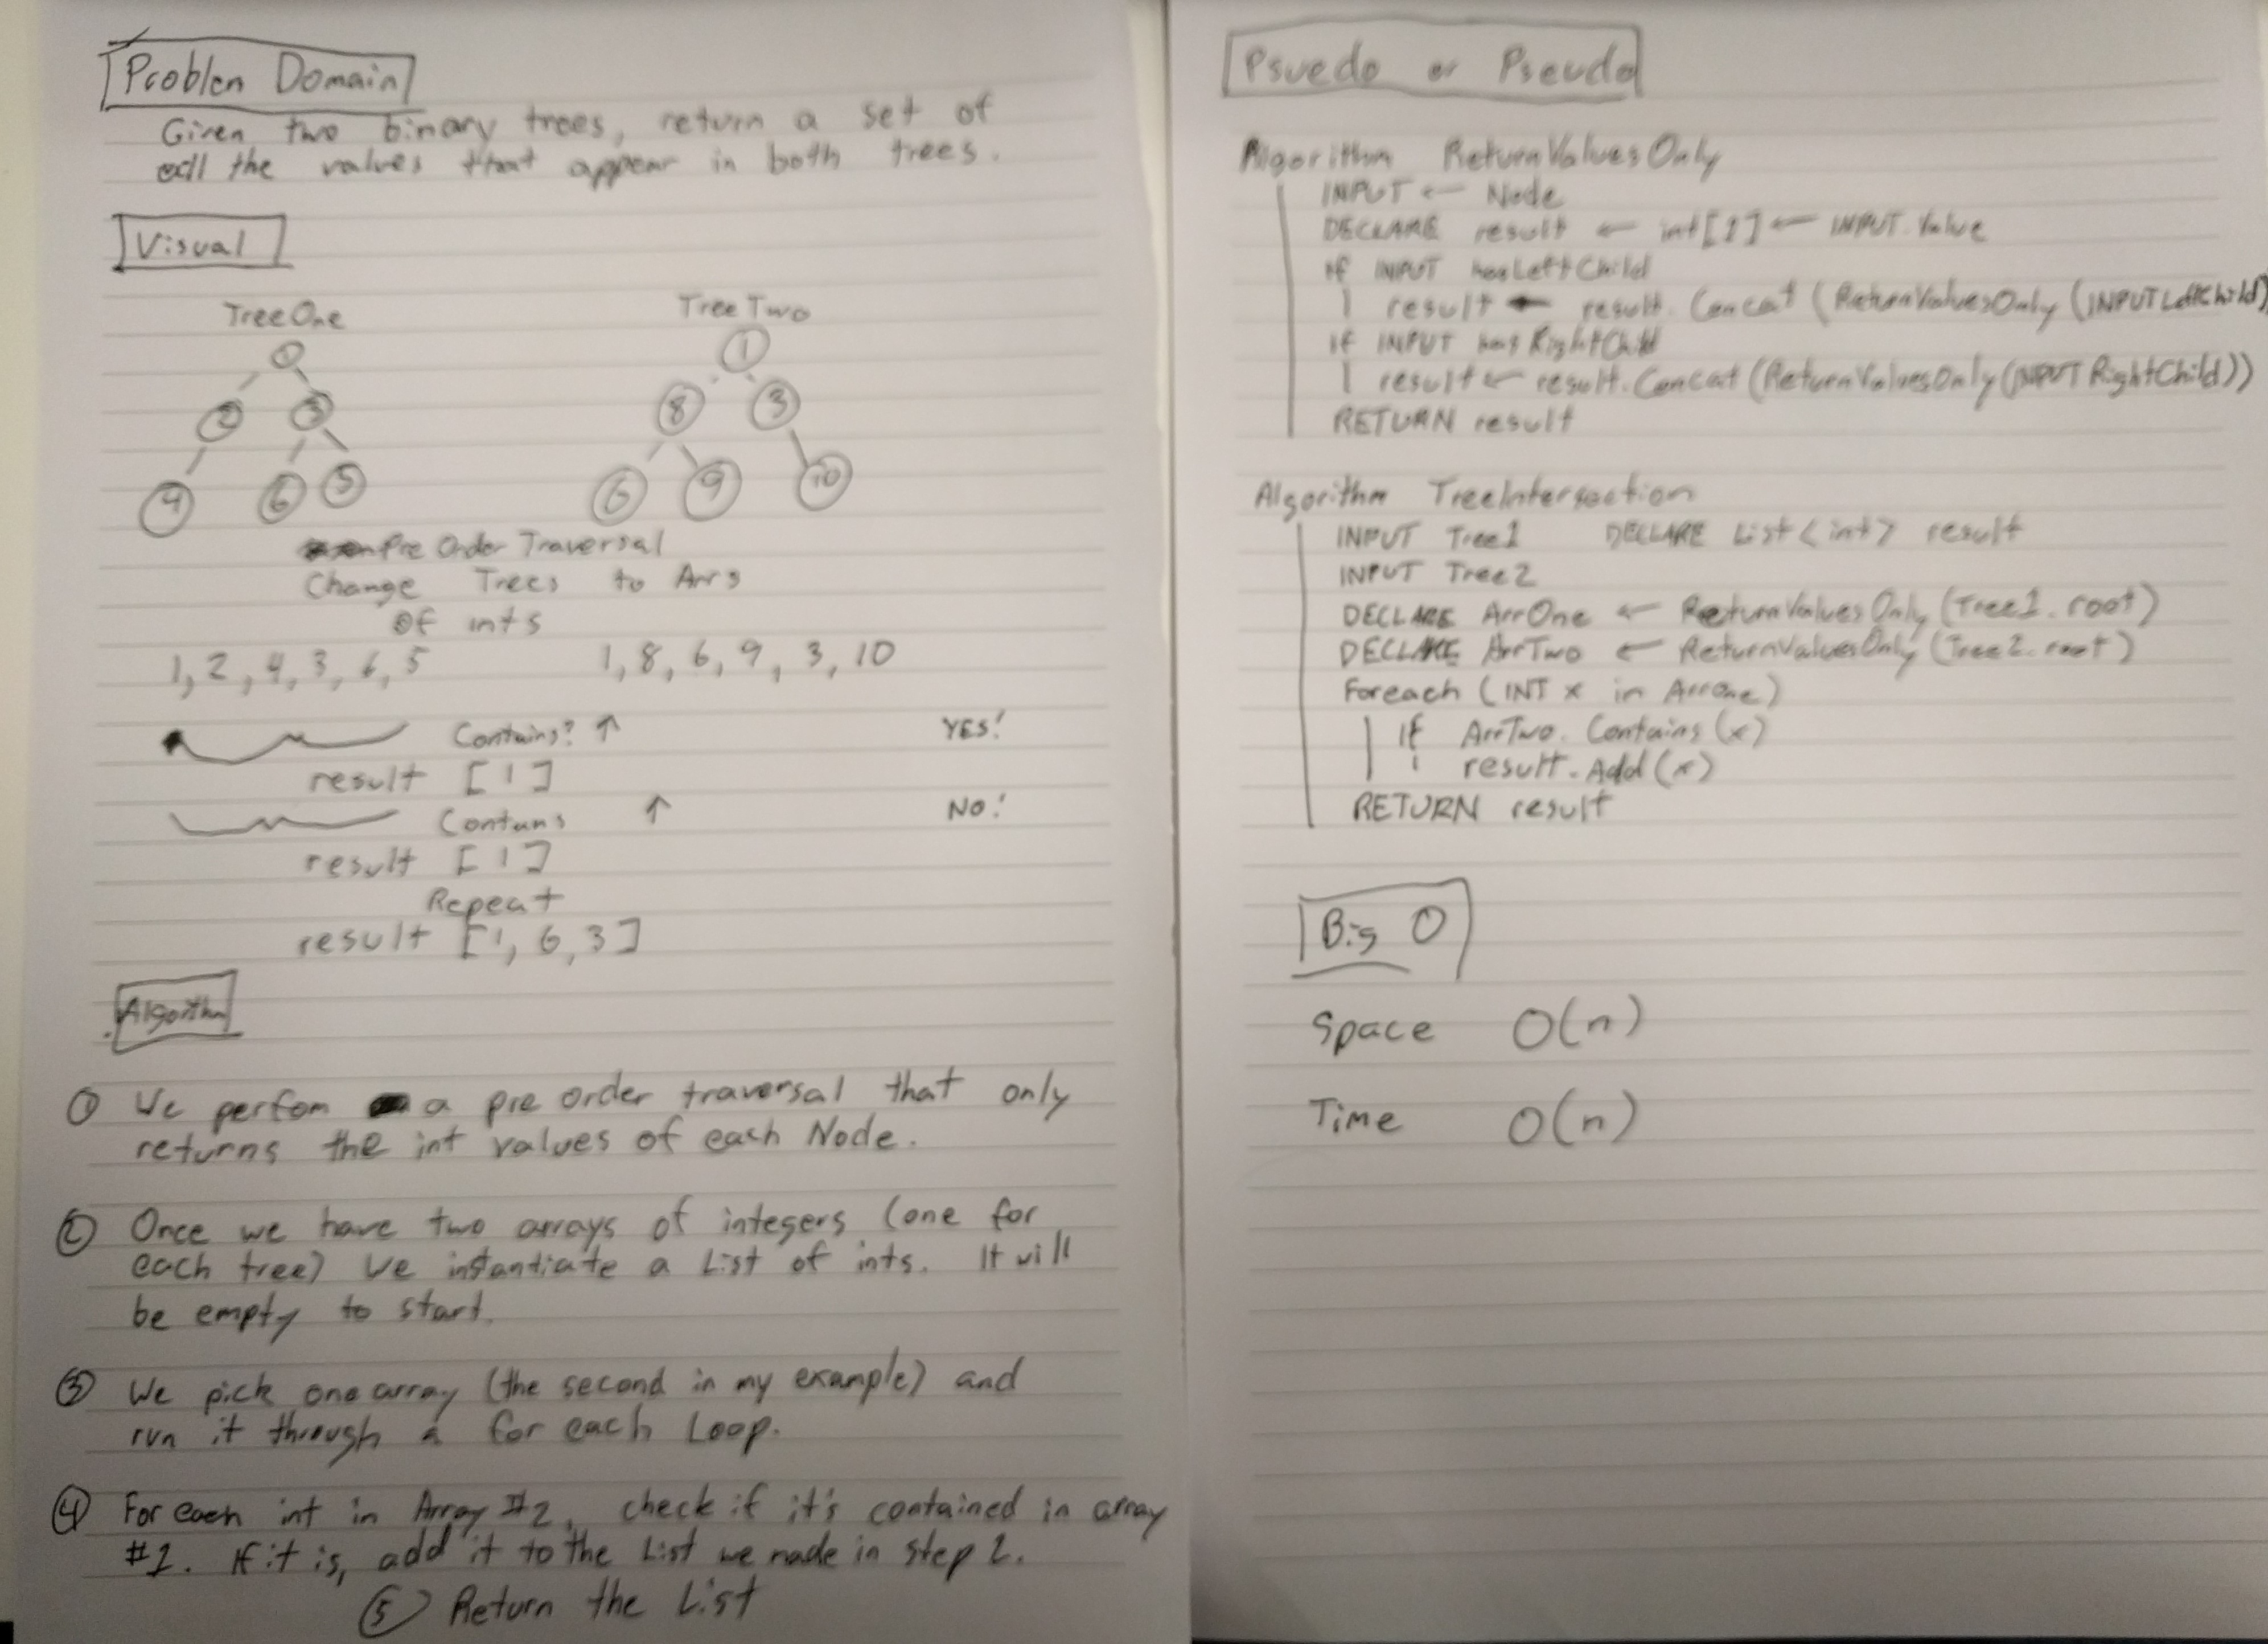 Problem Domain
Given two binary trees, return a set of
all the values that appear in both trees.
Visual
TreeOne
1
2 3
4 6 5
Tree Two
1
8 3
6 9 10
Pre Order Traversal
Change Trees to Arrs
of ints
1, 2, 4, 3, 6, 5
1, 8, 6, 9, 3, 10
Contains? ↑ YES!
result [1]
Contans ↑ NO!
result [1]
Repeat
result [1, 6, 3]
Algorithm
① We perfom a pre order traversal that only
returns the int values of each Node.
② Once we have two arrays of integers (one for
each tree) we instantiate a List of ints. It will
be empty to start.
③ We pick one array (the second in my example) and
run it through a for each Loop.
④ For each int in Array #2, check if it's contained in array
#1. If it is, add it to the List we made in step 2.
⑤ Return the List
Psuedo or Pseudo
Algorithm ReturnValuesOnly
INPUT ← Node
DECLARE result ← int[1] ← INPUT.Value
if INPUT hasLeftChild
result ← result.Concat (ReturnValuesOnly (INPUTLeftChild)
if INPUT has RightChild
result ← result.Concat (ReturnValuesOnly (INPUT RightChild))
RETURN result
Algorithm TreeIntersection
INPUT Tree1 DECLARE List<int> result
INPUT Tree2
DECLARE ArrOne ← ReturnValuesOnly (Tree1.root)
DECLARE ArrTwo ← ReturnValuesOnly (Tree2.root)
Foreach (INT x in ArrOne)
If ArrTwo.Contains (x)
result.Add (x)
RETURN result
Big O
Space O(n)
Time O(n)